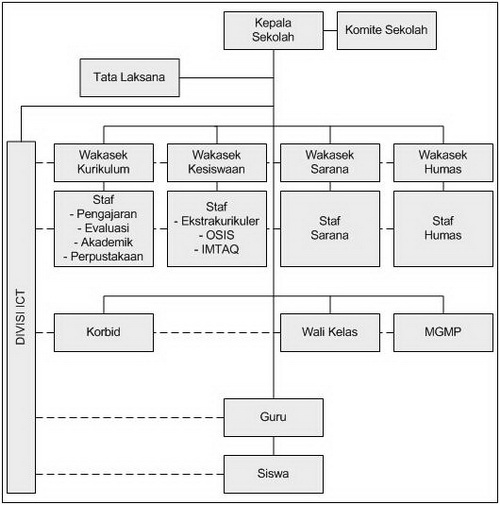 Kepala
Sekolah
Komite Sekolah
Tata Laksana
DIVISI ICT
Wakasek
Kurikulum
Wakasek
Kesiswaan
Wakasek
Sarana
Wakasek
Humas
Staf
- Pengajaran
- Evaluasi
- Akademik
- Perpustakaan
Staf
- Ekstrakurikuler
- OSIS
- IMTAQ
Staf
Sarana
Staf
Humas
Korbid
Wali Kelas
MGMP
Guru
Siswa